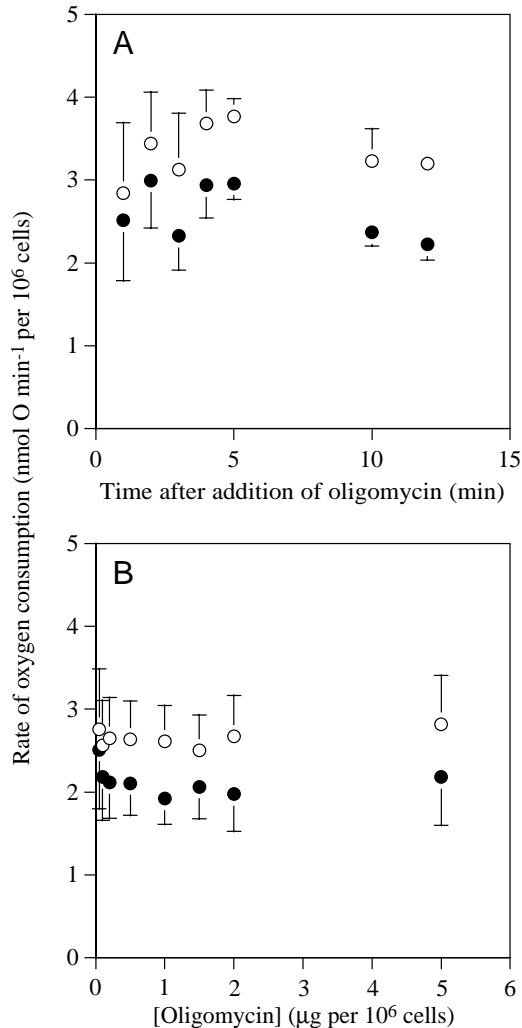 Rate of oxygen consumption (nmol O min⁻¹ per 10⁶ cells)
A
5
4
3
2
1
0
0 5 10 15
Time after addition of oligomycin (min)
B
5
4
3
2
1
0
0 1 2 3 4 5 6
[Oligomycin] (μg per 10⁶ cells)